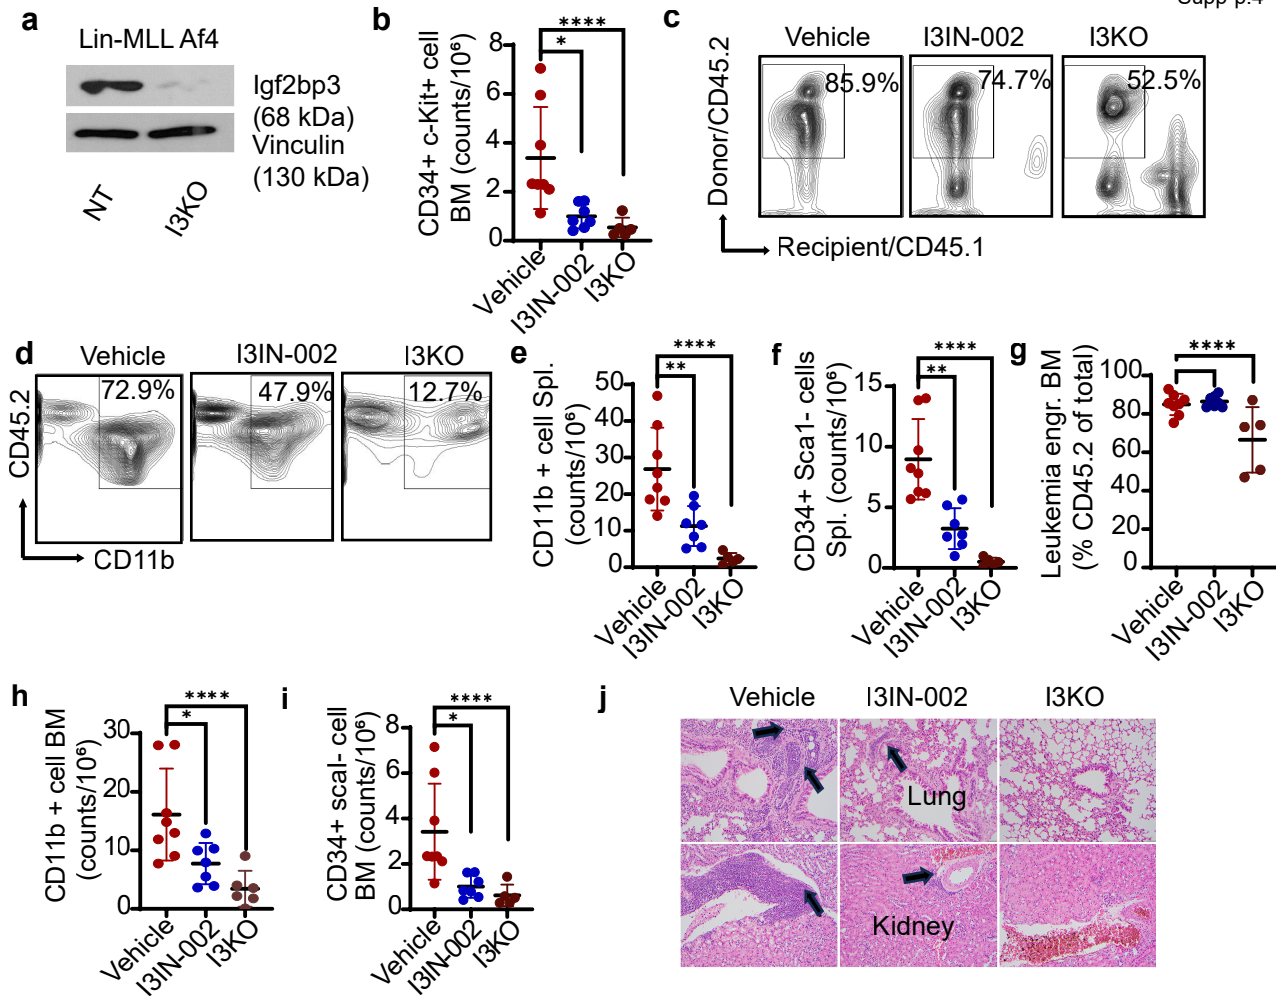 Supp p.4
a
Lin-MLL Af4
Igf2bp3
(68 kDa)
Vinculin
(130 kDa)
NT
I3KO
b
CD34+ c-Kit+ cell
BM (counts/10⁶)
8
6
4
2
0
****
*
Vehicle
I3IN-002
I3KO
c
Vehicle
I3IN-002
I3KO
85.9%
74.7%
52.5%
Donor/CD45.2
Recipient/CD45.1
d
Vehicle
I3IN-002
I3KO
72.9%
47.9%
12.7%
CD45.2
CD11b
e
CD11b + cell Spl.
(counts/10⁶)
50
40
30
20
10
0
****
**
Vehicle
I3IN-002
I3KO
f
CD34+ Sca1- cells
Spl. (counts/10⁶)
15
10
5
0
****
**
Vehicle
I3IN-002
I3KO
g
Leukemia engr. BM
(% CD45.2 of total)
100
80
60
40
20
0
****
Vehicle
I3IN-002
I3KO
h
CD11b + cell BM
(counts/10⁶)
30
20
10
0
****
*
Vehicle
I3IN-002
I3KO
i
CD34+ scal- cell
BM (counts/10⁶)
8
6
4
2
0
****
*
Vehicle
I3IN-002
I3KO
j
Vehicle
I3IN-002
I3KO
Lung
Kidney